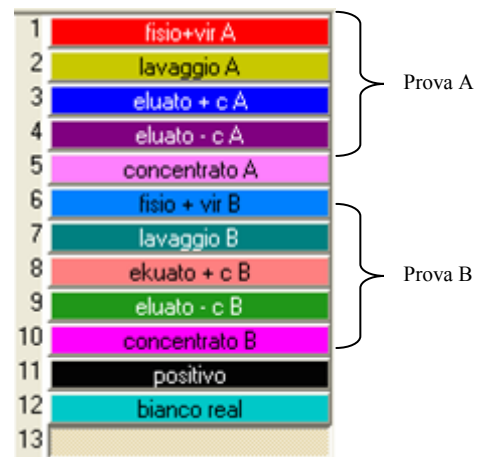 1 fisio+vir A
2 lavaggio A
3 eluato + c A
4 eluato - c A
5 concentrato A
6 fisio + vir B
7 lavaggio B
8 ekuato + c B
9 eluato - c B
10 concentrato B
11 positivo
12 bianco real
13
Prova A
Prova B